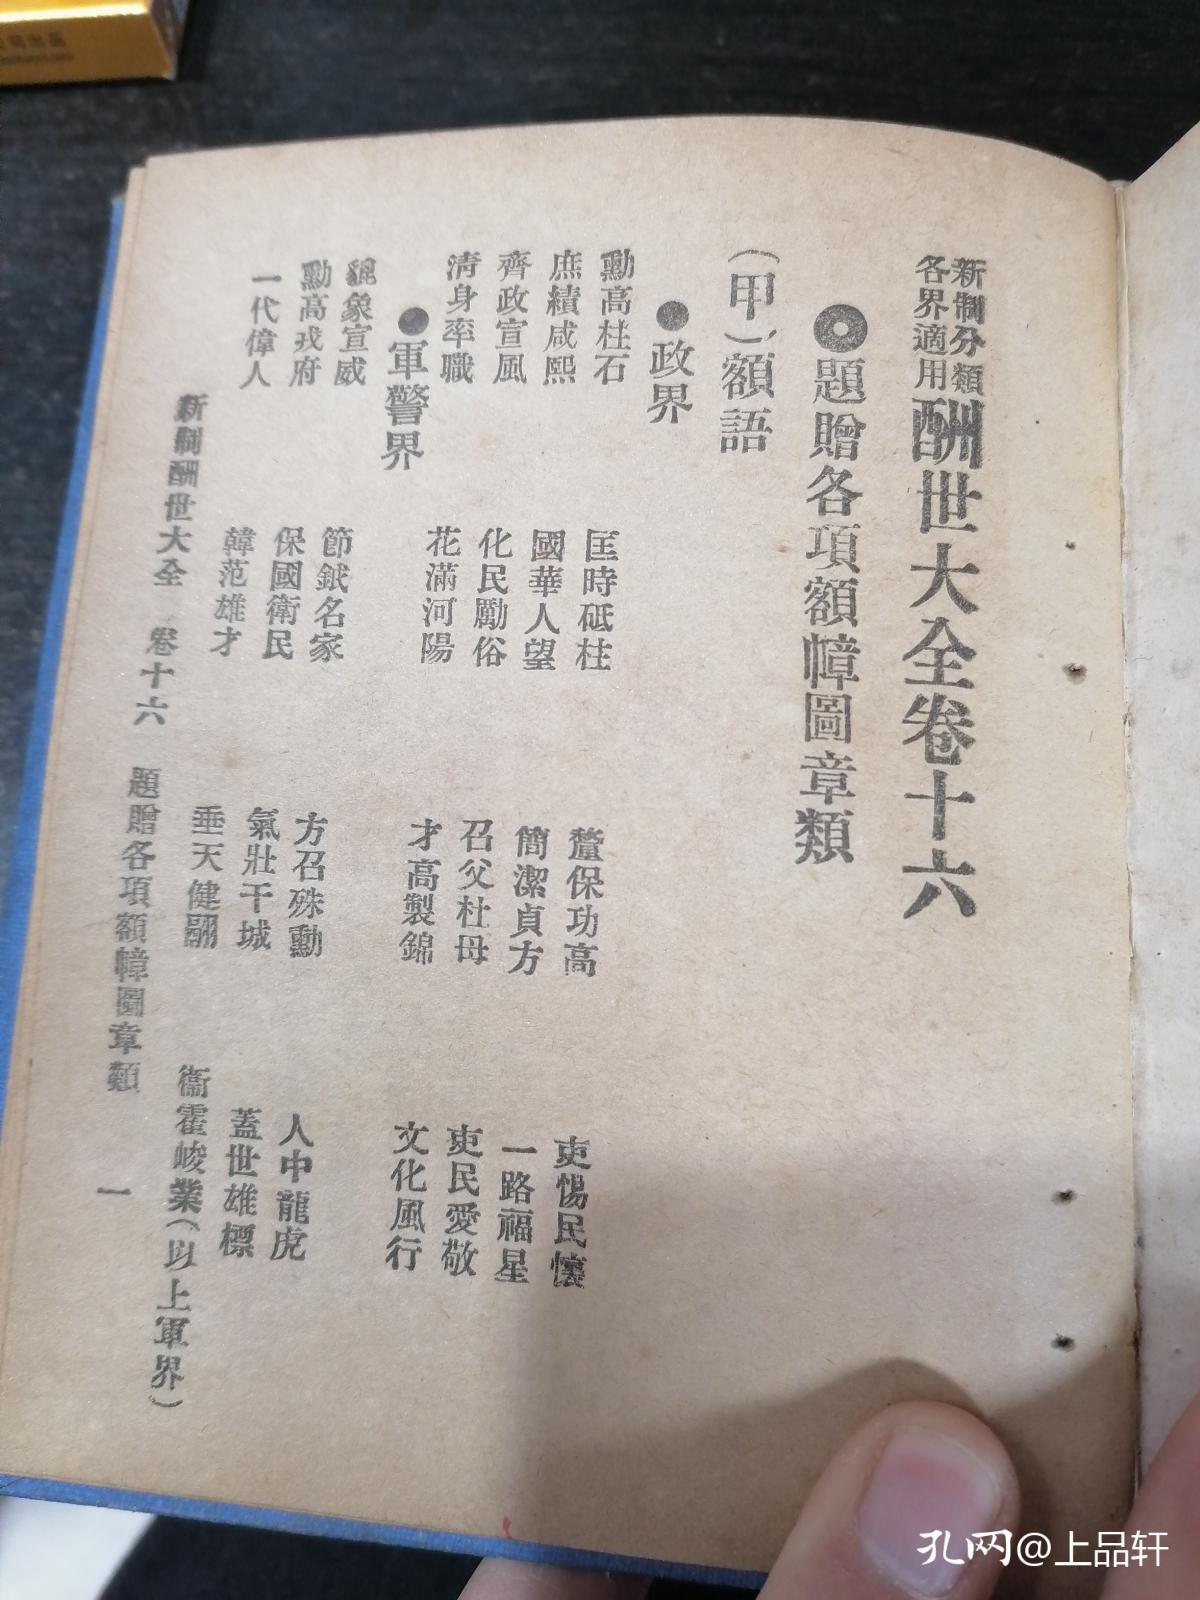 新制分類
各界適用
酬世大全卷十六
◎題贈各項額幛圖章類
（甲）額語
●政界
勳高柱石　匡時砥柱　釐保功高　吏惕民懷
庶績咸熙　國華人望　簡潔貞方　一路福星
齊政宣風　化民勵俗　召父杜母　吏民愛敬
清身率職　花滿河陽　才高製錦　文化風行
●軍警界
貔象宣威　節鉞名家　方召殊勳　人中龍虎
勳高戎府　保國衛民　氣壯干城　蓋世雄標
一代偉人　韓范雄才　垂天健翮　衞霍峻業（以上軍界）
新制酬世大全　卷十六　題贈各項額幛圖章類　一
孔网@上品轩